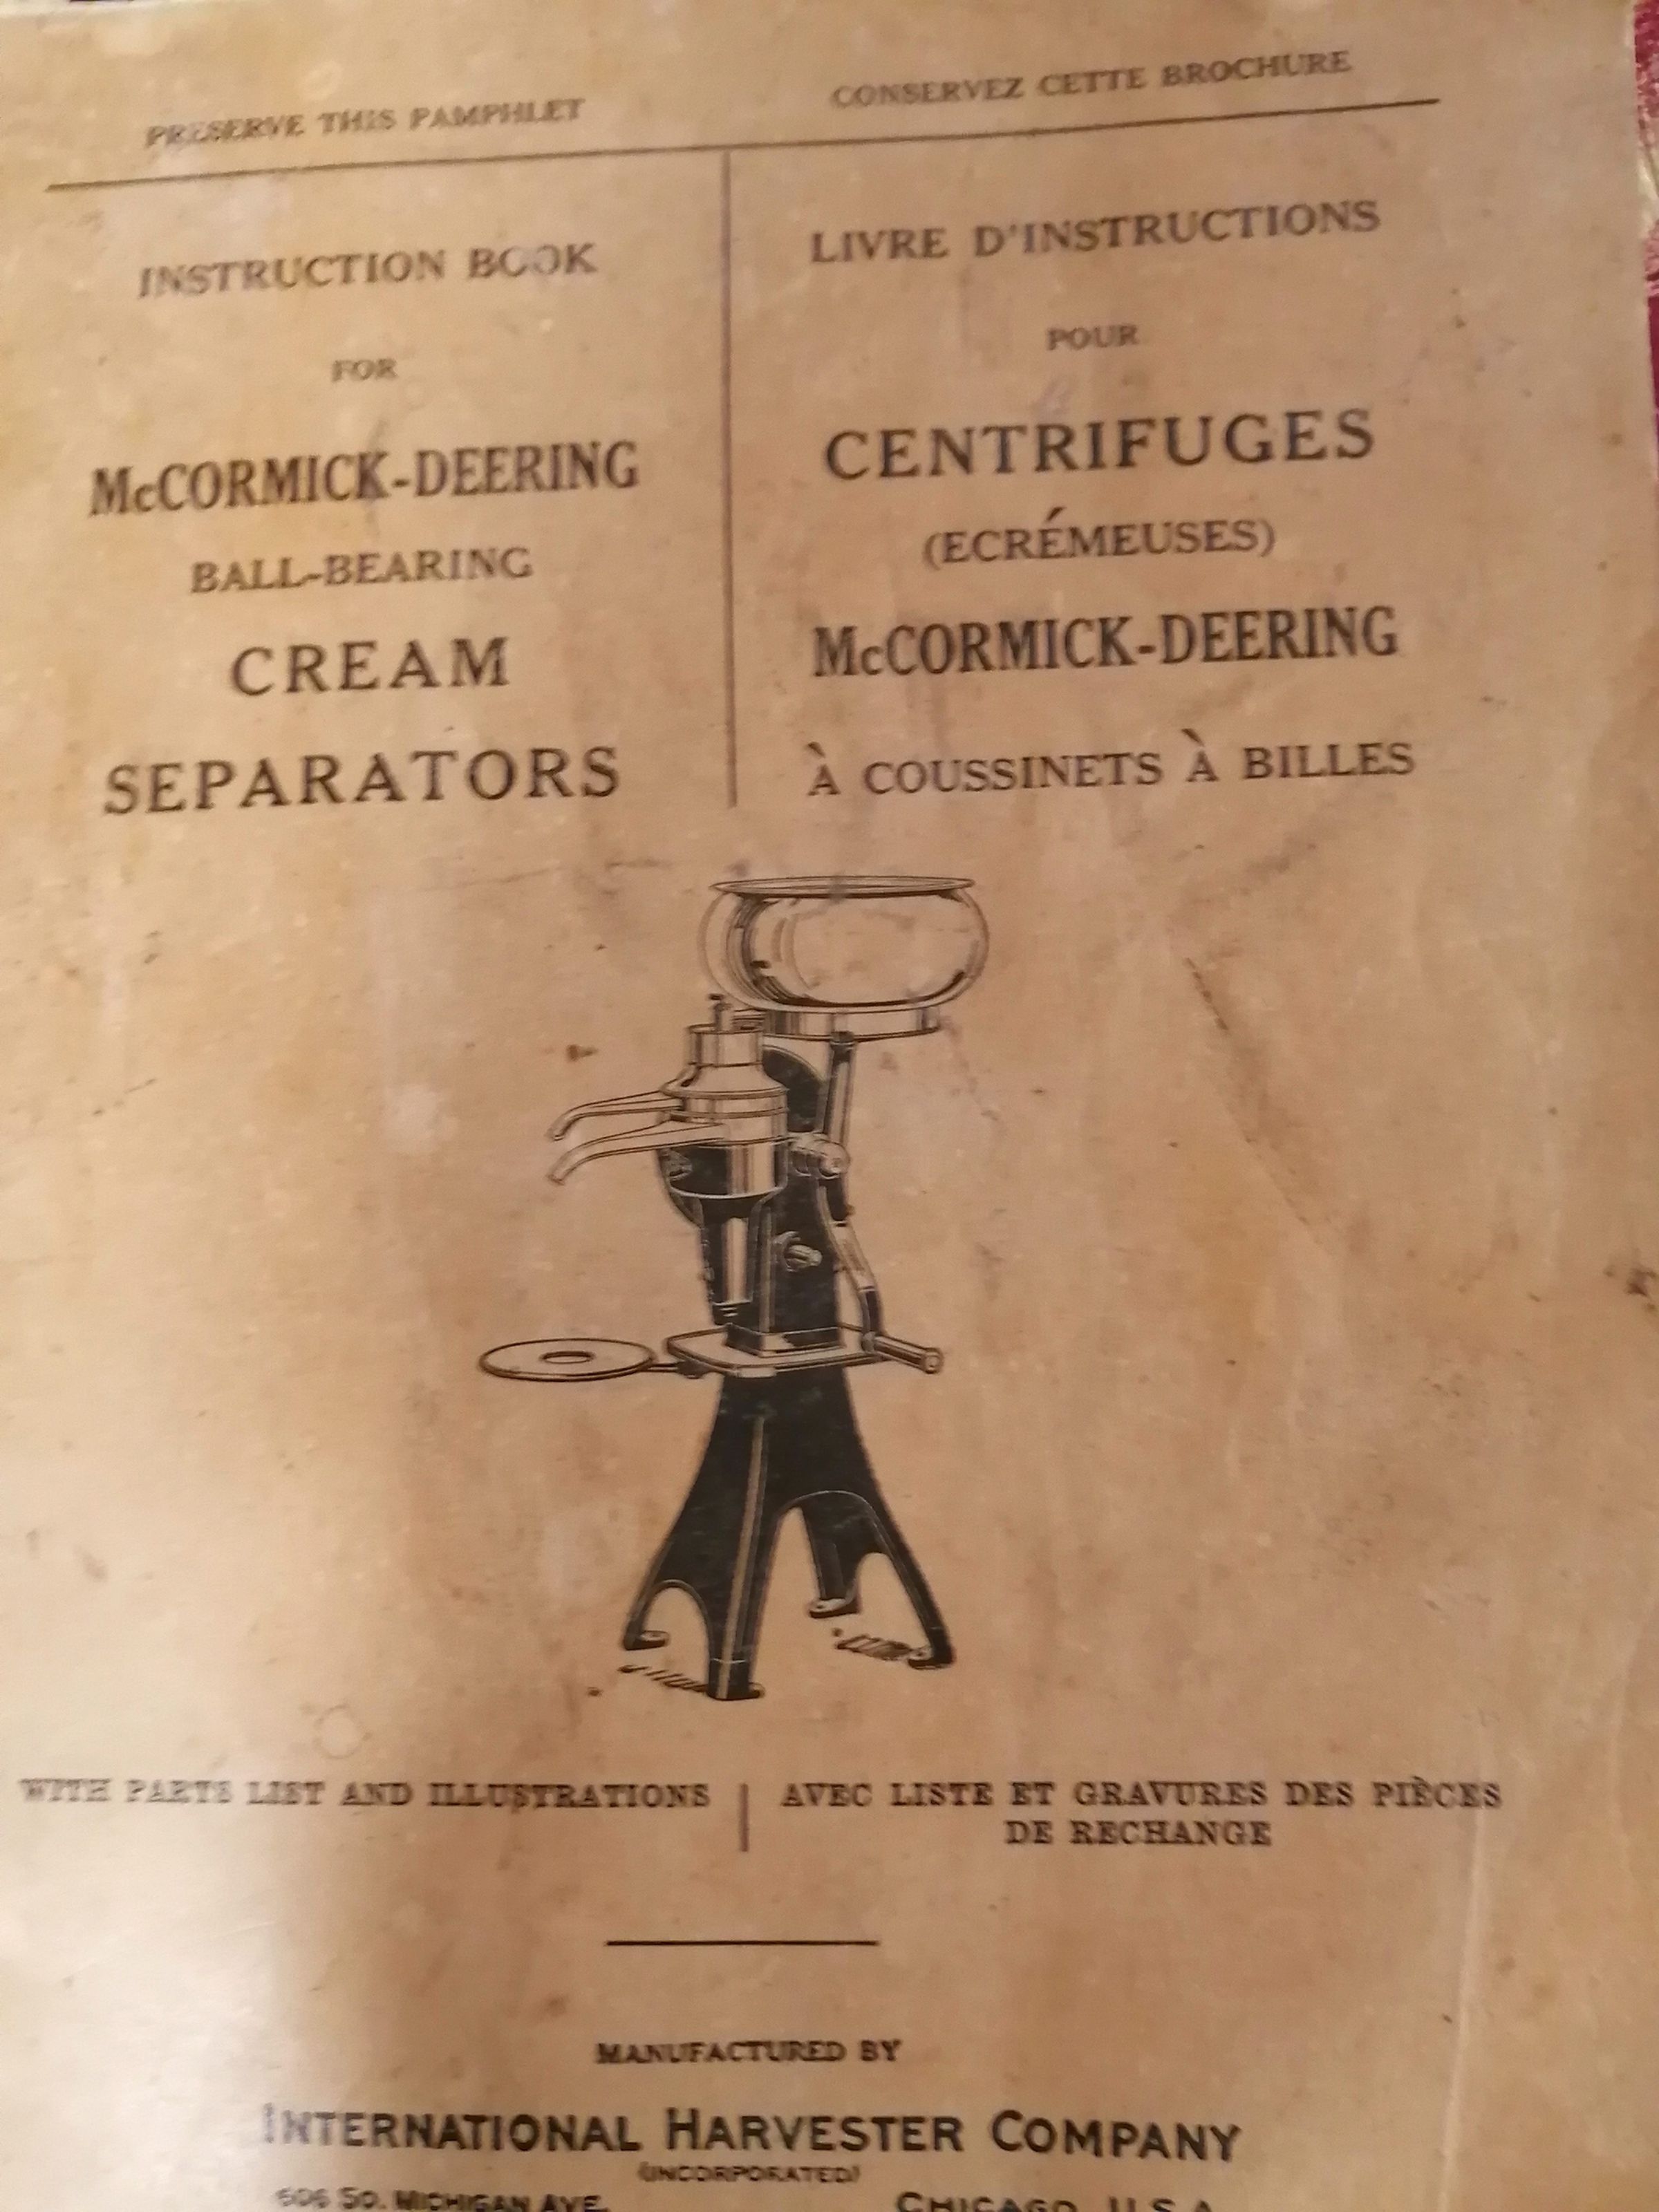 PRESERVE THIS PAMPHLET
CONSERVEZ CETTE BROCHURE
INSTRUCTION BOOK
FOR
McCORMICK-DEERING
BALL-BEARING
CREAM
SEPARATORS
LIVRE D'INSTRUCTIONS
POUR
CENTRIFUGES
(ECRÉMEUSES)
McCORMICK-DEERING
À COUSSINETS À BILLES
WITH PARTS LIST AND ILLUSTRATIONS
AVEC LISTE ET GRAVURES DES PIÈCES
DE RECHANGE
MANUFACTURED BY
INTERNATIONAL HARVESTER COMPANY
(INCORPORATED)
606 SO. MICHIGAN AVE. CHICAGO, U.S.A.